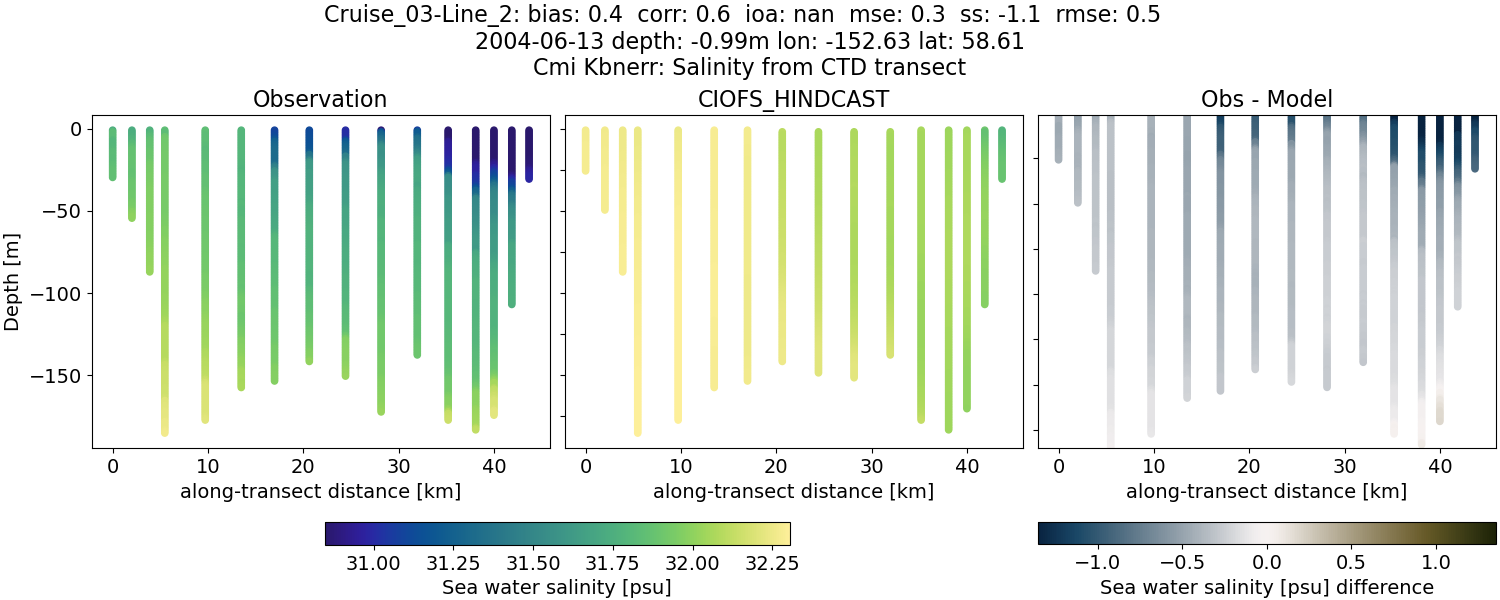 Cruise_03-Line_2: bias: 0.4  corr: 0.6  ioa: nan  mse: 0.3  ss: -1.1  rmse: 0.5
2004-06-13 depth: -0.99m lon: -152.63 lat: 58.61
Cmi Kbnerr: Salinity from CTD transect
Observation
CIOFS_HINDCAST
Obs - Model
Depth [m]
0
−50
−100
−150
0 10 20 30 40
0 10 20 30 40
0 10 20 30 40
along-transect distance [km]
along-transect distance [km]
along-transect distance [km]
31.00 31.25 31.50 31.75 32.00 32.25
Sea water salinity [psu]
−1.0 −0.5 0.0 0.5 1.0
Sea water salinity [psu] difference